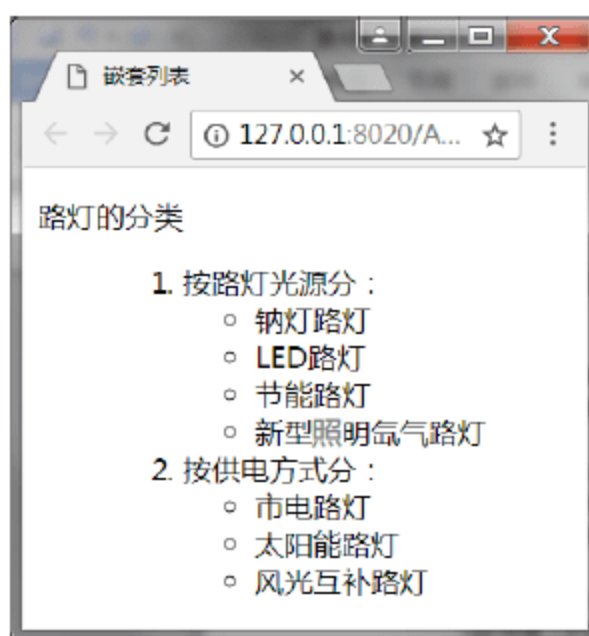 嵌套列表
127.0.0.1:8020/A...
路灯的分类
1. 按路灯光源分：
钠灯路灯
LED路灯
节能路灯
新型照明氙气路灯
2. 按供电方式分：
市电路灯
太阳能路灯
风光互补路灯